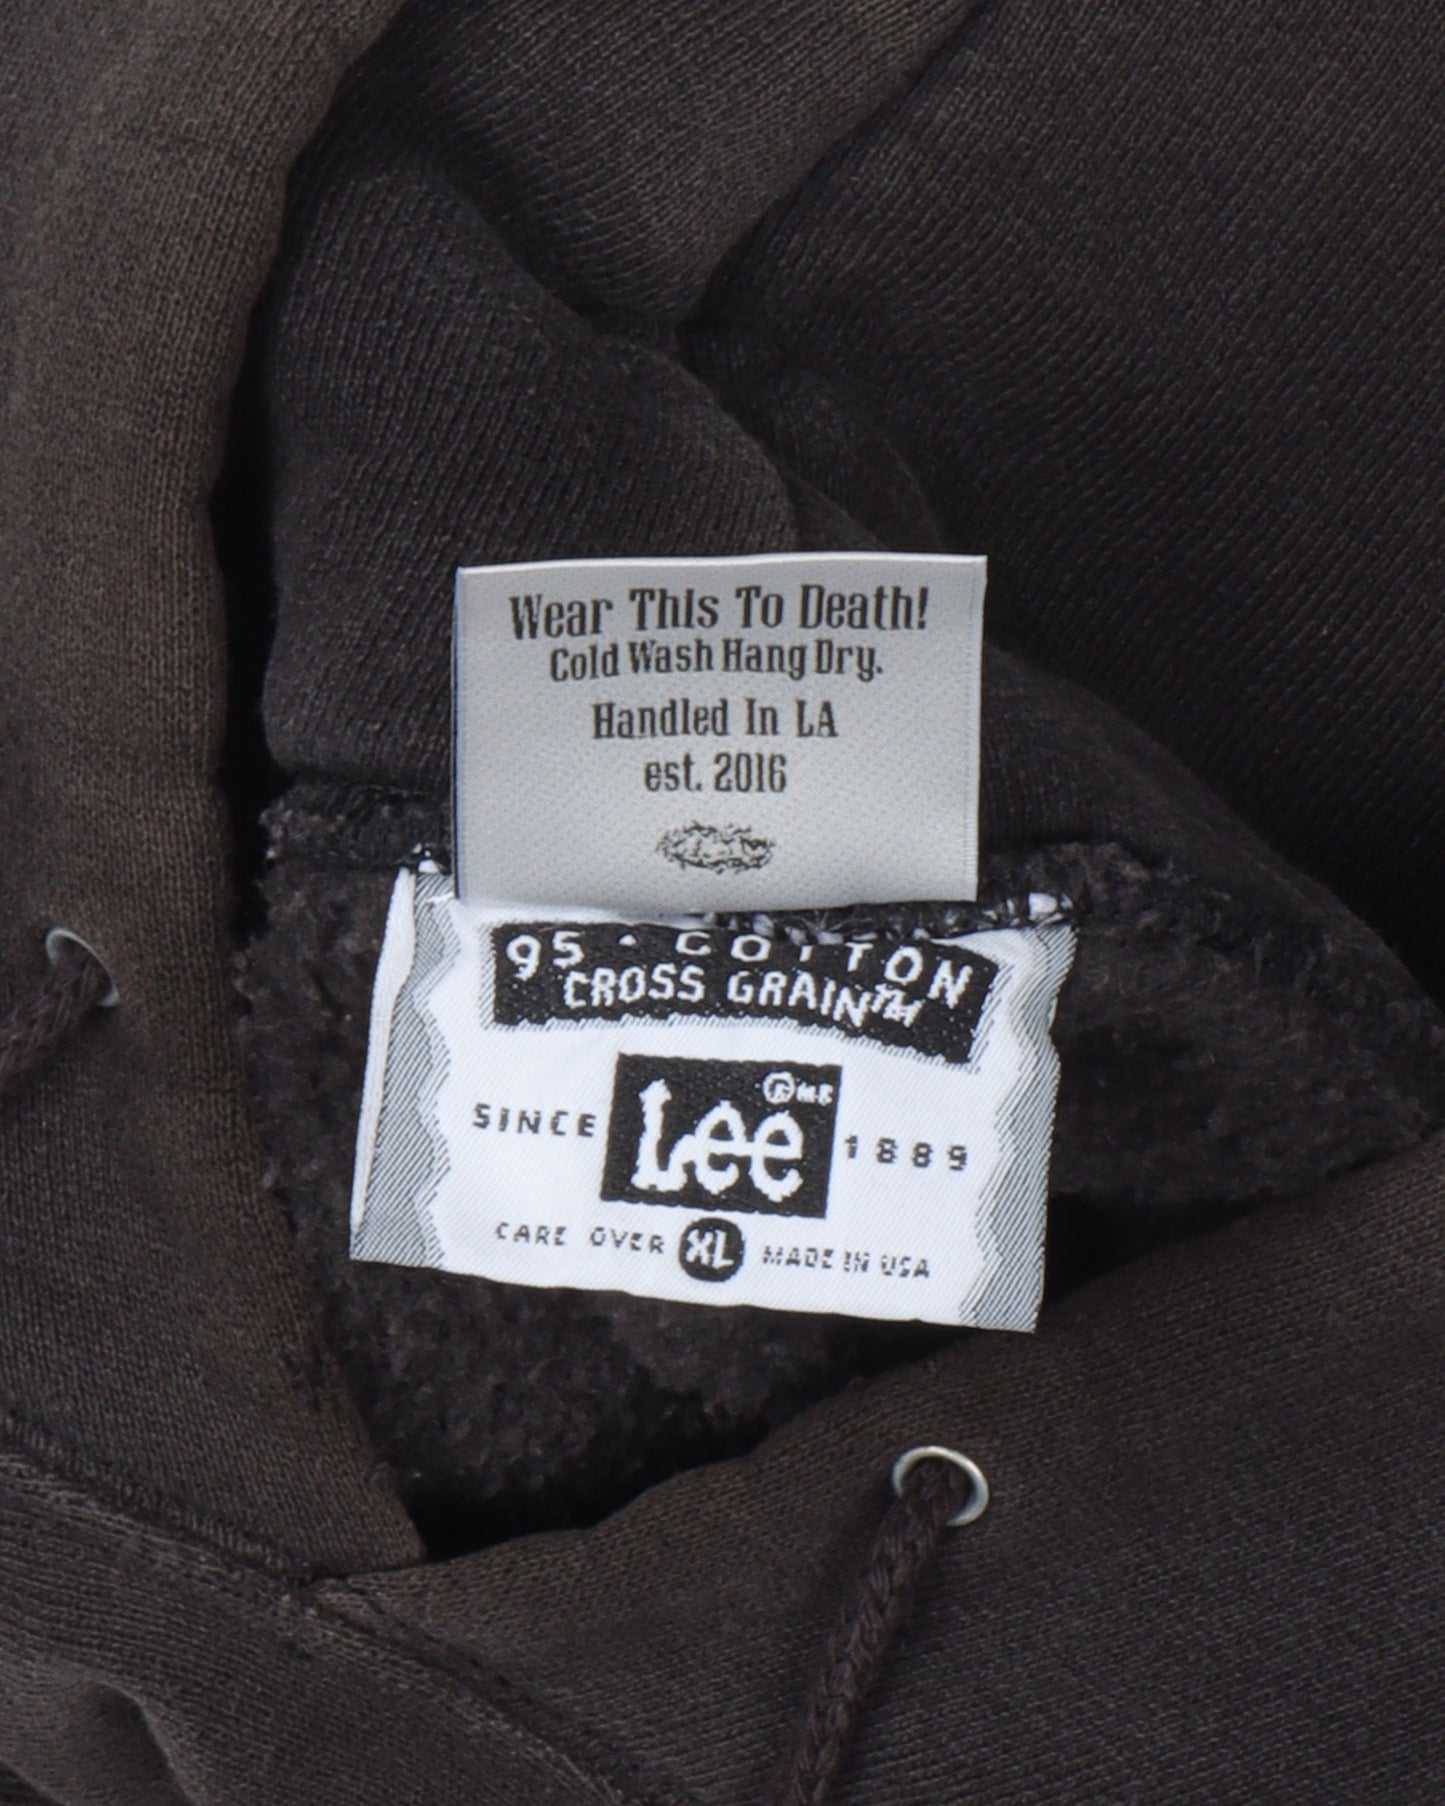 Wear This To Death!
Cold Wash Hang Dry.
Handled In LA
est. 2016
95 · COTTON
CROSS GRAIN™
SINCE Lee ® M.R. 1889
CARE OVER XL MADE IN USA